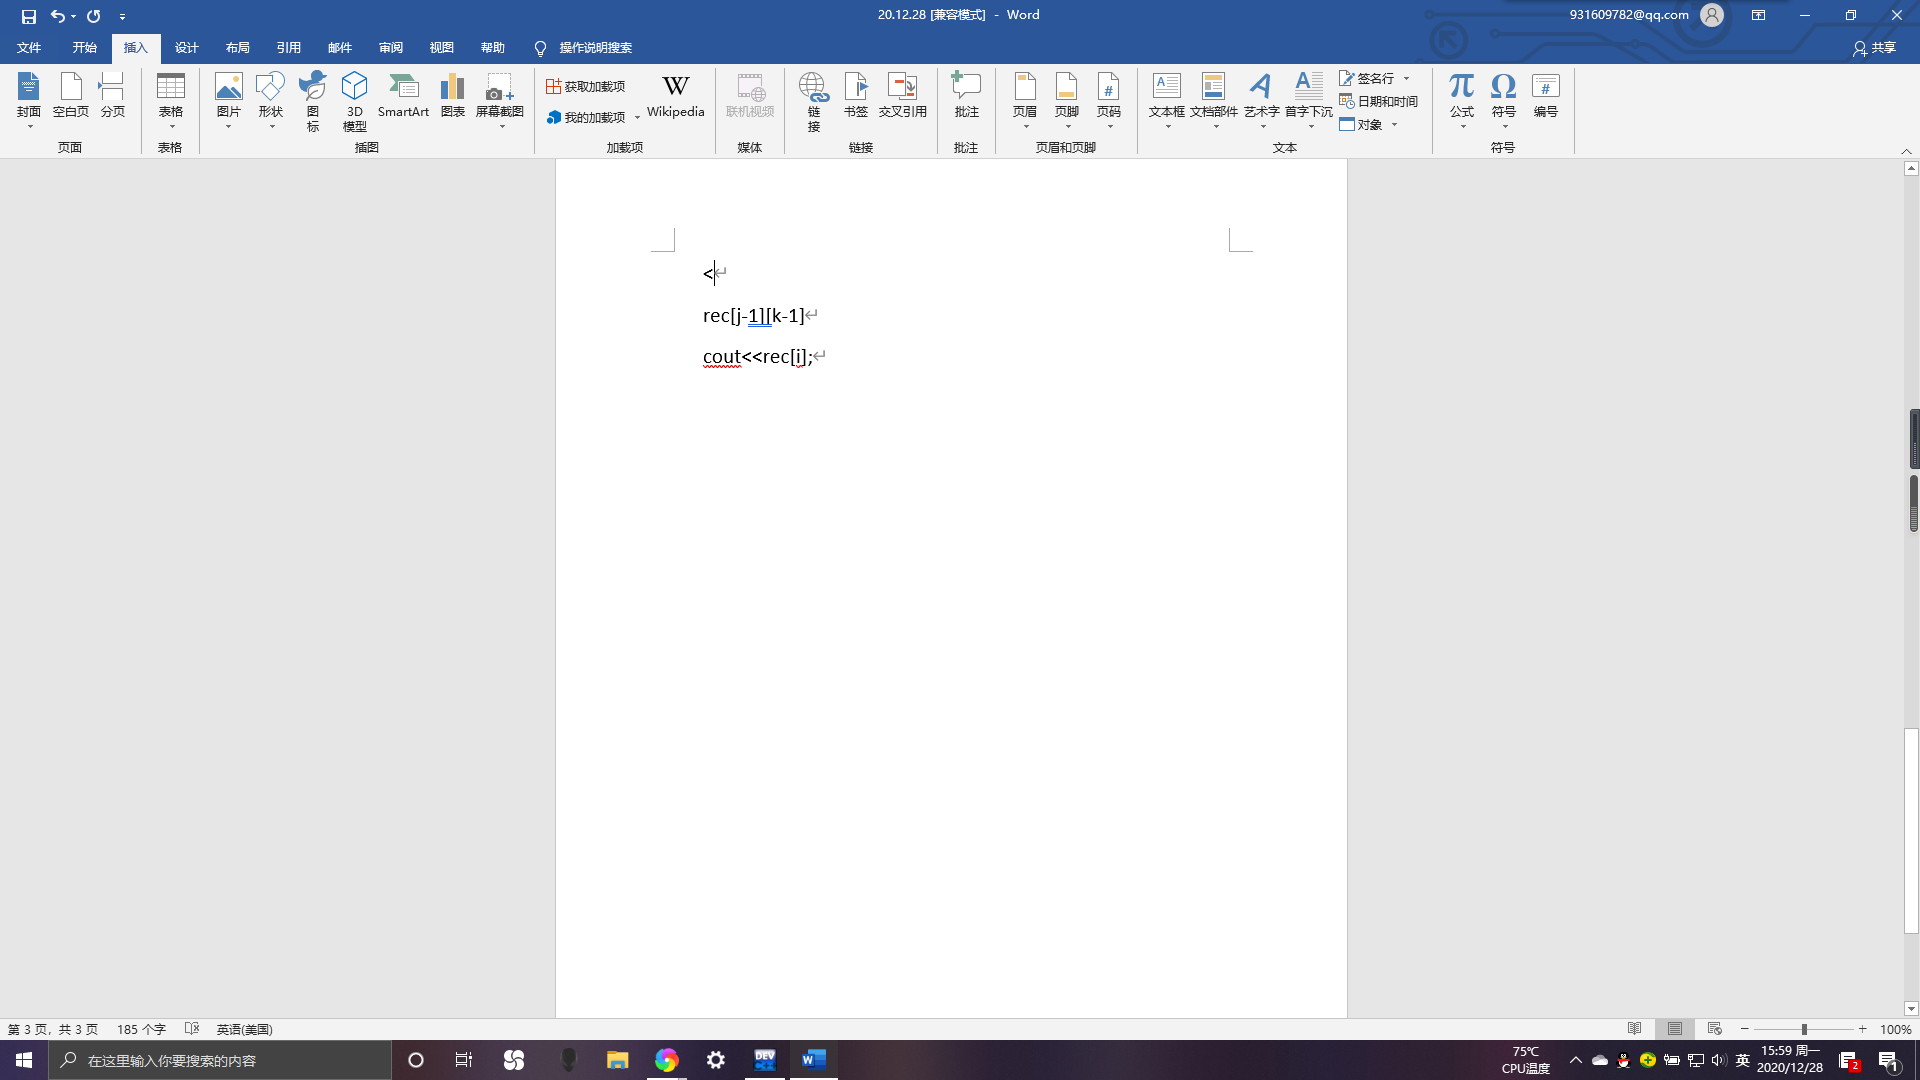 20.12.28 [兼容模式] - Word
931609782@qq.com
文件 开始 插入 设计 布局 引用 邮件 审阅 视图 帮助 操作说明搜索 共享
封面 空白页 分页
页面
表格
表格
图片 形状 图标 3D 模型 SmartArt 图表 屏幕截图
插图
获取加载项
我的加载项
W
Wikipedia
加载项
联机视频
媒体
链接 书签 交叉引用
链接
批注
批注
页眉 页脚 页码
页眉和页脚
文本框 文档部件 艺术字 首字下沉
签名行
日期和时间
对象
文本
π Ω #
公式 符号 编号
符号
<
rec[j-1][k-1]
cout<<rec[i];
第 3 页，共 3 页 185 个字 英语(美国) 100%
在这里输入你要搜索的内容
DEV C++
W
75℃
CPU温度
英
15:59 周一
2020/12/28
2
1